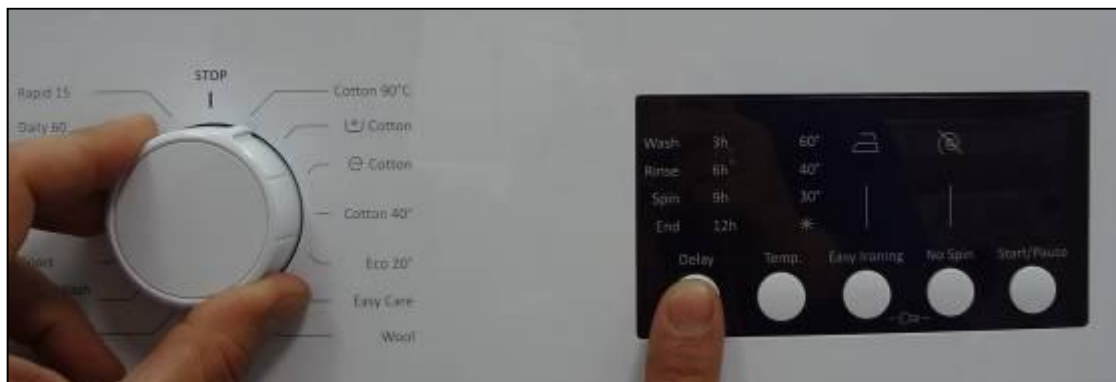 STOP
Rapid 15
Cotton 90°C
Daily 60
Cotton
Cotton
Cotton 40°
Eco 20°
Easy Care
Wool
Wash 3h 60°
Rinse 6h 40°
Spin 9h 30°
End 12h
Delay Temp. Easy Ironing No Spin Start/Pause